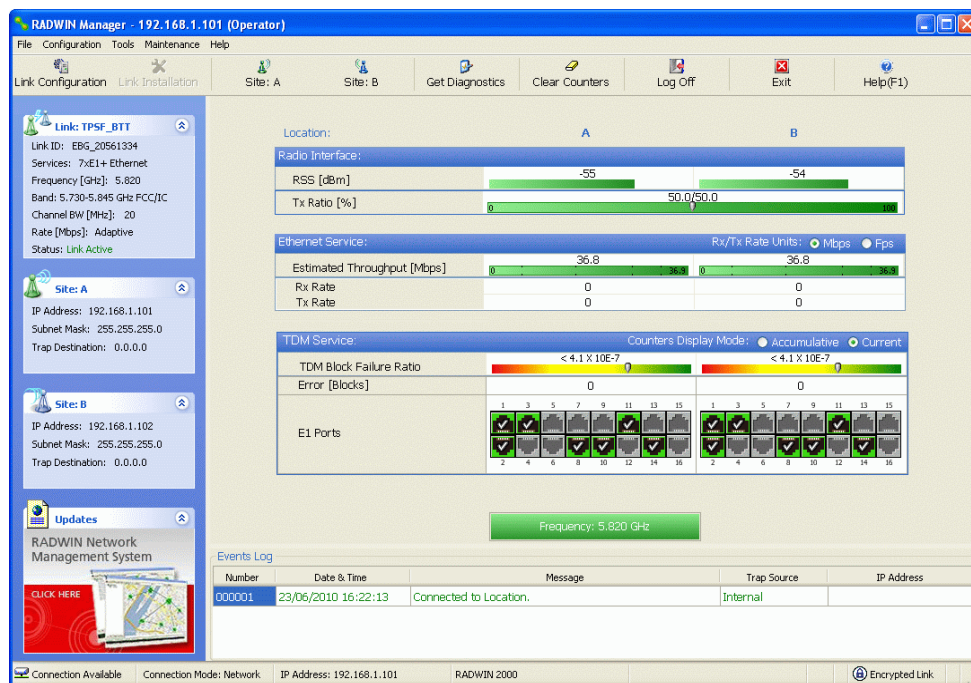 RADWIN Manager - 192.168.1.101 (Operator)
File Configuration Tools Maintenance Help
Link Configuration Link Installation Site: A Site: B Get Diagnostics Clear Counters Log Off Exit Help(F1)
Link: TPSF_BTT
Link ID: EBG_20561334
Services: 7xE1+ Ethernet
Frequency [GHz]: 5.820
Band: 5.730-5.845 GHz FCC/IC
Channel BW [MHz]: 20
Rate [Mbps]: Adaptive
Status: Link Active
Site: A
IP Address: 192.168.1.101
Subnet Mask: 255.255.255.0
Trap Destination: 0.0.0.0
Site: B
IP Address: 192.168.1.102
Subnet Mask: 255.255.255.0
Trap Destination: 0.0.0.0
Updates
RADWIN Network
Management System
CLICK HERE
Location: A B
Radio Interface:
RSS [dBm] -55 -54
Tx Ratio [%] 50.0/50.0
0 100
Ethernet Service: Rx/Tx Rate Units: Mbps Fps
Estimated Throughput [Mbps] 36.8 36.8
0 36.9 0 36.9
Rx Rate 0 0
Tx Rate 0 0
TDM Service: Counters Display Mode: Accumulative Current
TDM Block Failure Ratio < 4.1 X 10E-7 < 4.1 X 10E-7
Error [Blocks] 0 0
1 3 5 7 9 11 13 15 1 3 5 7 9 11 13 15
E1 Ports
2 4 6 8 10 12 14 16 2 4 6 8 10 12 14 16
Frequency: 5.820 GHz
Events Log
Number Date & Time Message Trap Source IP Address
000001 23/06/2010 16:22:13 Connected to Location. Internal
Connection Available Connection Mode: Network IP Address: 192.168.1.101 RADWIN 2000 Encrypted Link